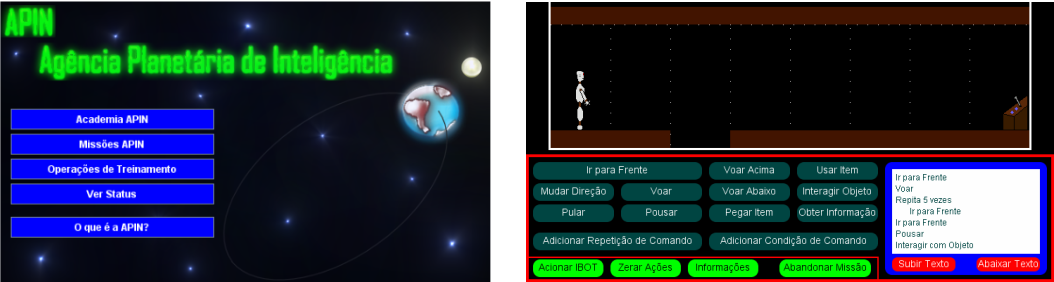 APIN
Agência Planetária de Inteligência
Academia APIN
Missões APIN
Operações de Treinamento
Ver Status
O que é a APIN?
Ir para Frente
Voar Acima
Usar Item
Mudar Direção
Voar
Voar Abaixo
Interagir Objeto
Pular
Pousar
Pegar Item
Obter Informação
Adicionar Repetição de Comando
Adicionar Condição de Comando
Acionar IBOT
Zerar Ações
Informações
Abandonar Missão
Ir para Frente
Voar
Repita 5 vezes
Ir para Frente
Ir para Frente
Pousar
Interagir com Objeto
Subir Texto
Abaixar Texto